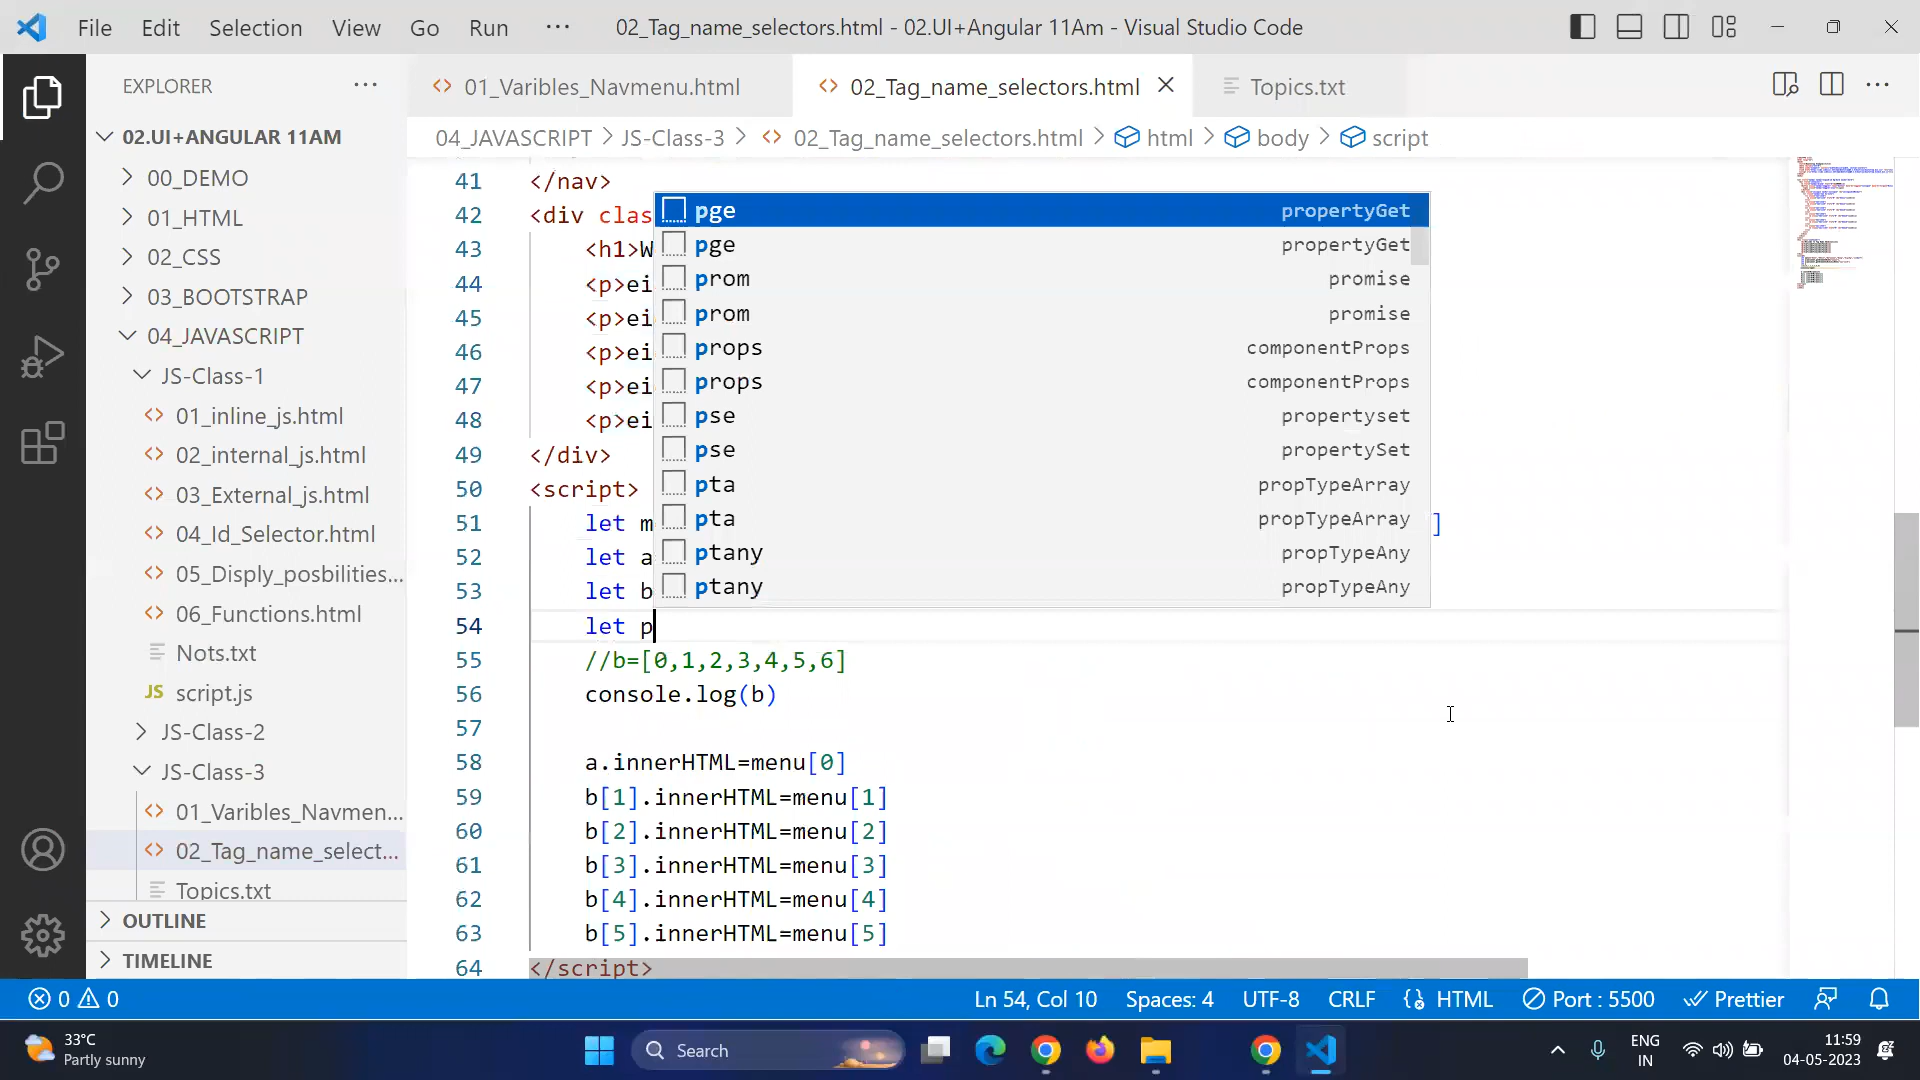 File Edit Selection View Go Run ··· 02_Tag_name_selectors.html - 02.UI+Angular 11Am - Visual Studio Code
EXPLORER ···
01_Varibles_Navmenu.html
02_Tag_name_selectors.html
Topics.txt
04_JAVASCRIPT > JS-Class-3 > 02_Tag_name_selectors.html > html > body > script
02.UI+ANGULAR 11AM
00_DEMO
01_HTML
02_CSS
03_BOOTSTRAP
04_JAVASCRIPT
JS-Class-1
01_inline_js.html
02_internal_js.html
03_External_js.html
04_Id_Selector.html
05_Disply_posbilities...
06_Functions.html
Nots.txt
JS script.js
JS-Class-2
JS-Class-3
01_Varibles_Navmen...
02_Tag_name_select...
Topics.txt
OUTLINE
TIMELINE
41 </nav>
42 <div clas
43 <h1>W
44 <p>ei
45 <p>ei
46 <p>ei
47 <p>ei
48 <p>ei
49 </div>
50 <script>
51 let m ]
52 let a
53 let b
54 let p
55 //b=[0,1,2,3,4,5,6]
56 console.log(b)
57
58 a.innerHTML=menu[0]
59 b[1].innerHTML=menu[1]
60 b[2].innerHTML=menu[2]
61 b[3].innerHTML=menu[3]
62 b[4].innerHTML=menu[4]
63 b[5].innerHTML=menu[5]
64 </script>
pge propertyGet
pge propertyGet
prom promise
prom promise
props componentProps
props componentProps
pse propertyset
pse propertySet
pta propTypeArray
pta propTypeArray
ptany propTypeAny
ptany propTypeAny
0 0 Ln 54, Col 10 Spaces: 4 UTF-8 CRLF HTML Port : 5500 Prettier
33°C
Partly sunny
Search
ENG
IN
11:59
04-05-2023